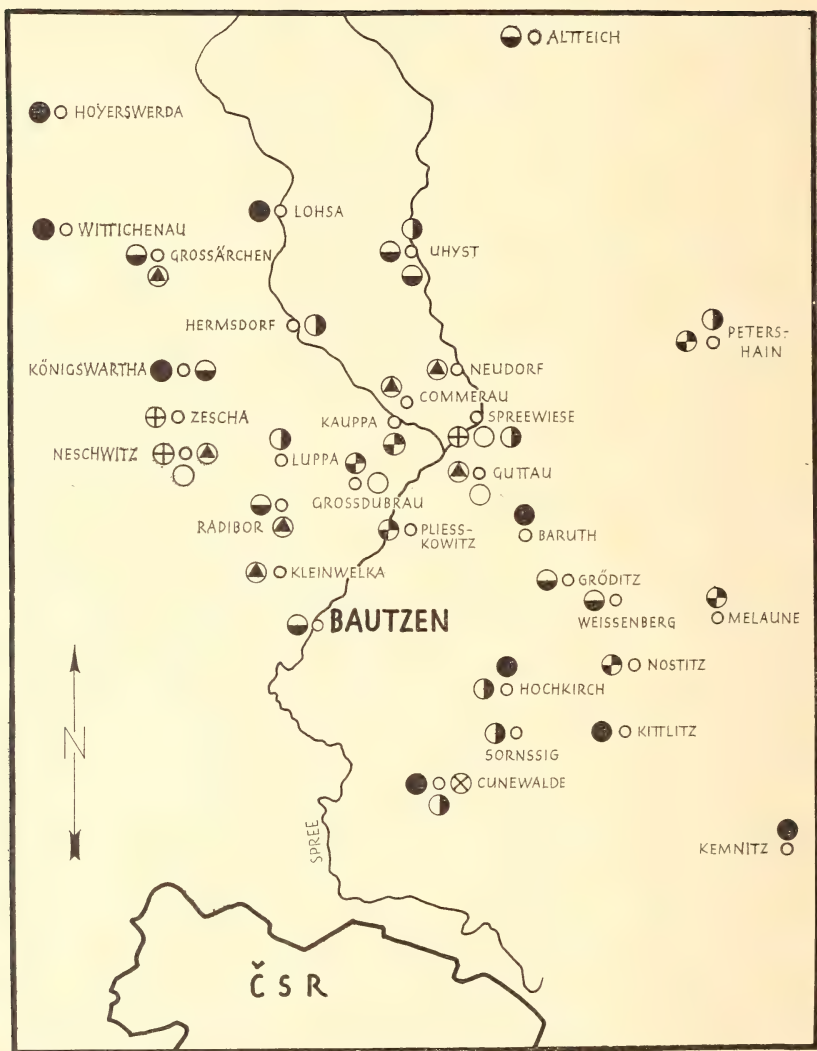 ALTTEICH
HOYERSWERDA
LOHSA
WITTICHENAU
GROSSÄRCHEN
UHYST
HERMSDORF
PETERS-
HAIN
KÖNIGSWARTHA
NEUDORF
COMMERAU
ZESCHA
KAUPPA
SPREEWIESE
NESCHWITZ
LUPPA
GUTTAU
GROSSDUBRAU
RADIBOR
PLIESS-
KOWITZ
BARUTH
KLEINWELKA
GRÖDITZ
WEISSENBERG
MELAUNE
BAUTZEN
NOSTITZ
HOCHKIRCH
N
SORNSSIG
KITTLITZ
CUNEWALDE
SPREE
KEMNITZ
ČSR